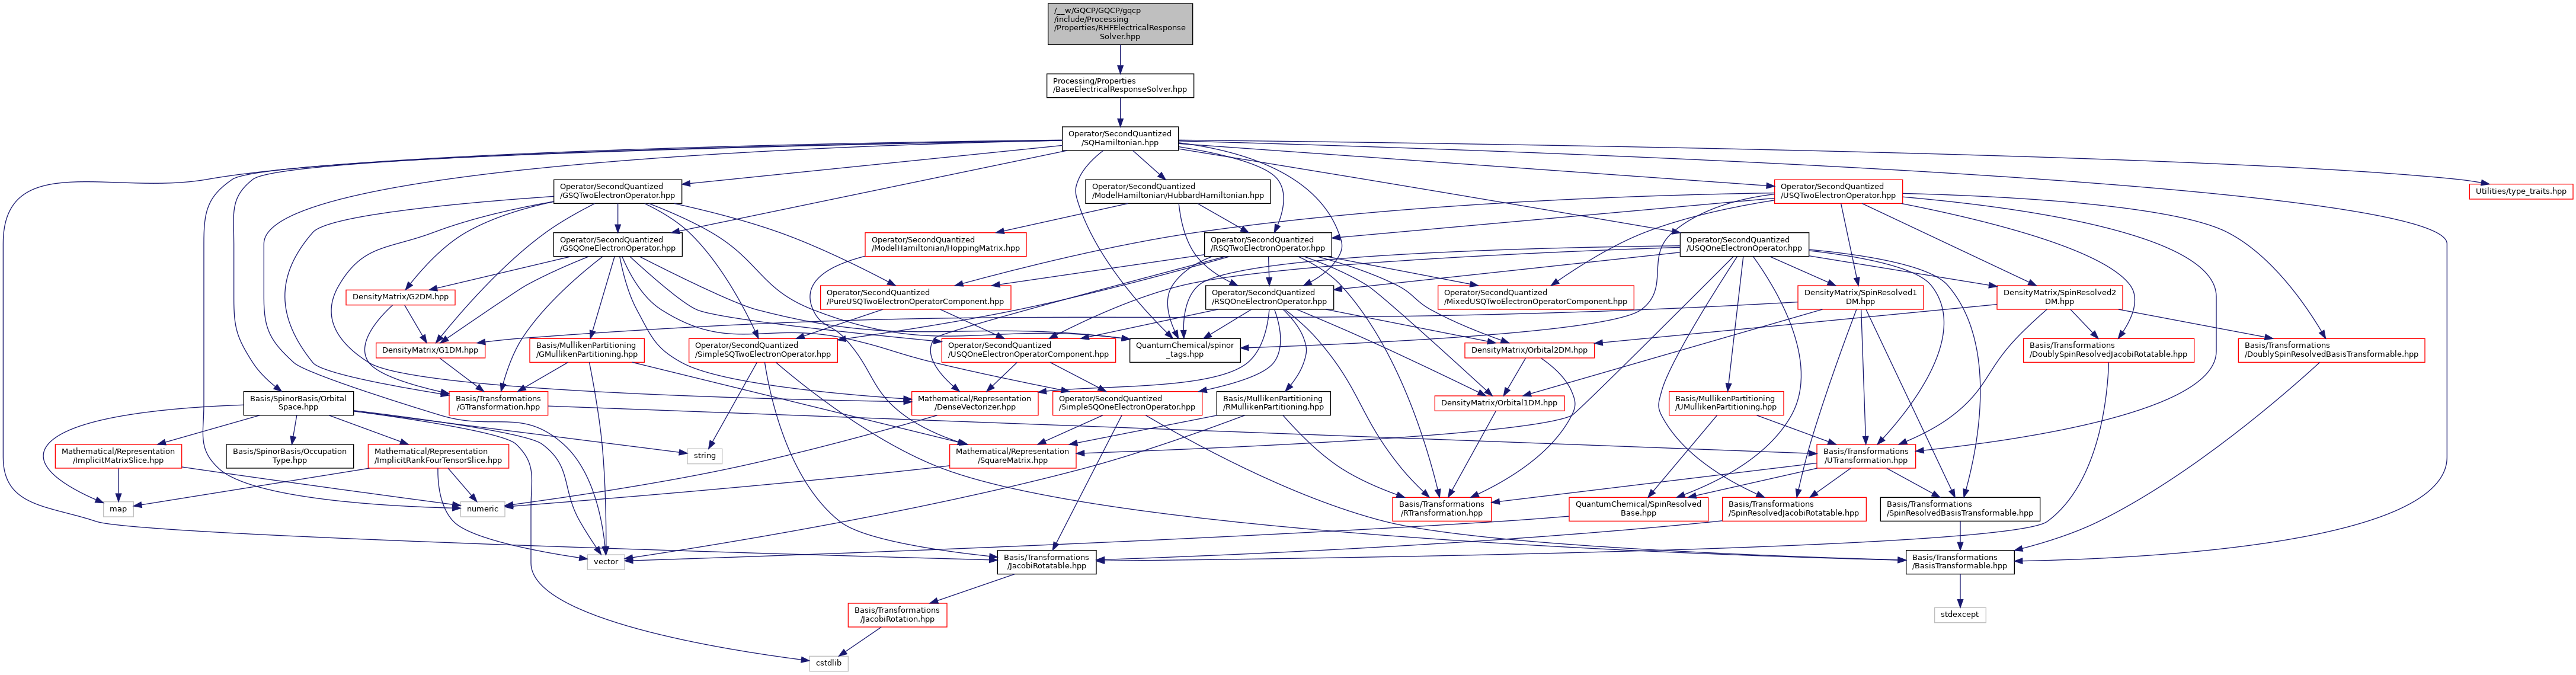 /__w/GQCP/GQCP/gqcp
/include/Processing
/Properties/RHFElectricalResponse
Solver.hpp
Processing/Properties
/BaseElectricalResponseSolver.hpp
Operator/SecondQuantized
/SQHamiltonian.hpp
Operator/SecondQuantized
/GSQTwoElectronOperator.hpp
Operator/SecondQuantized
/ModelHamiltonian/HubbardHamiltonian.hpp
Operator/SecondQuantized
/USQTwoElectronOperator.hpp
Utilities/type_traits.hpp
Operator/SecondQuantized
/GSQOneElectronOperator.hpp
Operator/SecondQuantized
/ModelHamiltonian/HoppingMatrix.hpp
Operator/SecondQuantized
/RSQTwoElectronOperator.hpp
Operator/SecondQuantized
/USQOneElectronOperator.hpp
DensityMatrix/G2DM.hpp
Operator/SecondQuantized
/PureUSQTwoElectronOperatorComponent.hpp
Operator/SecondQuantized
/RSQOneElectronOperator.hpp
Operator/SecondQuantized
/MixedUSQTwoElectronOperatorComponent.hpp
DensityMatrix/SpinResolved1
DM.hpp
DensityMatrix/SpinResolved2
DM.hpp
DensityMatrix/G1DM.hpp
Basis/MullikenPartitioning
/GMullikenPartitioning.hpp
Operator/SecondQuantized
/SimpleSQTwoElectronOperator.hpp
Operator/SecondQuantized
/USQOneElectronOperatorComponent.hpp
QuantumChemical/spinor
_tags.hpp
DensityMatrix/Orbital2DM.hpp
Basis/Transformations
/DoublySpinResolvedJacobiRotatable.hpp
Basis/Transformations
/DoublySpinResolvedBasisTransformable.hpp
Basis/SpinorBasis/Orbital
Space.hpp
Basis/Transformations
/GTransformation.hpp
Mathematical/Representation
/DenseVectorizer.hpp
Operator/SecondQuantized
/SimpleSQOneElectronOperator.hpp
Basis/MullikenPartitioning
/RMullikenPartitioning.hpp
DensityMatrix/Orbital1DM.hpp
Basis/MullikenPartitioning
/UMullikenPartitioning.hpp
Mathematical/Representation
/ImplicitMatrixSlice.hpp
Basis/SpinorBasis/Occupation
Type.hpp
Mathematical/Representation
/ImplicitRankFourTensorSlice.hpp
string
Mathematical/Representation
/SquareMatrix.hpp
Basis/Transformations
/UTransformation.hpp
map
numeric
Basis/Transformations
/RTransformation.hpp
QuantumChemical/SpinResolved
Base.hpp
Basis/Transformations
/SpinResolvedJacobiRotatable.hpp
Basis/Transformations
/SpinResolvedBasisTransformable.hpp
vector
Basis/Transformations
/JacobiRotatable.hpp
Basis/Transformations
/BasisTransformable.hpp
Basis/Transformations
/JacobiRotation.hpp
stdexcept
cstdlib